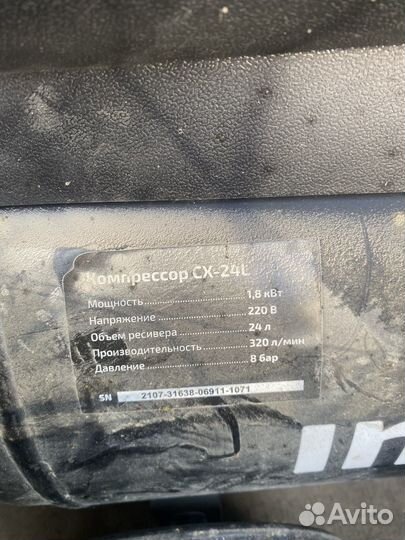 Компрессор CX-24L
Мощность 1,8 кВт
Напряжение 220 В
Объем ресивера 24 л
Производительность 320 л/мин
Давление 8 бар
SN 2107-31638-06911-1071
Avito